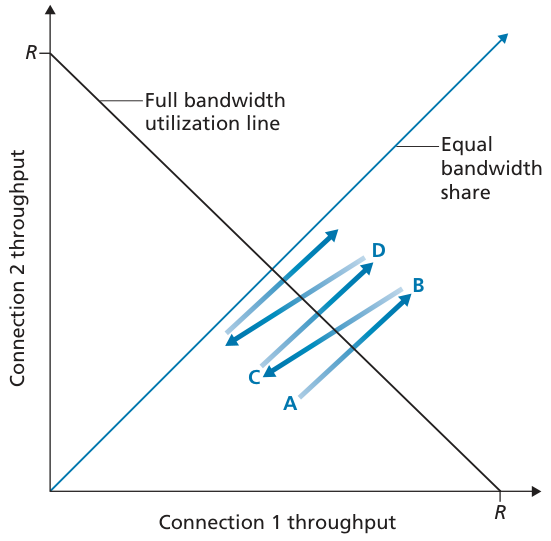 R
Full bandwidth
utilization line
Equal
bandwidth
share
D
B
C
A
Connection 2 throughput
R
Connection 1 throughput